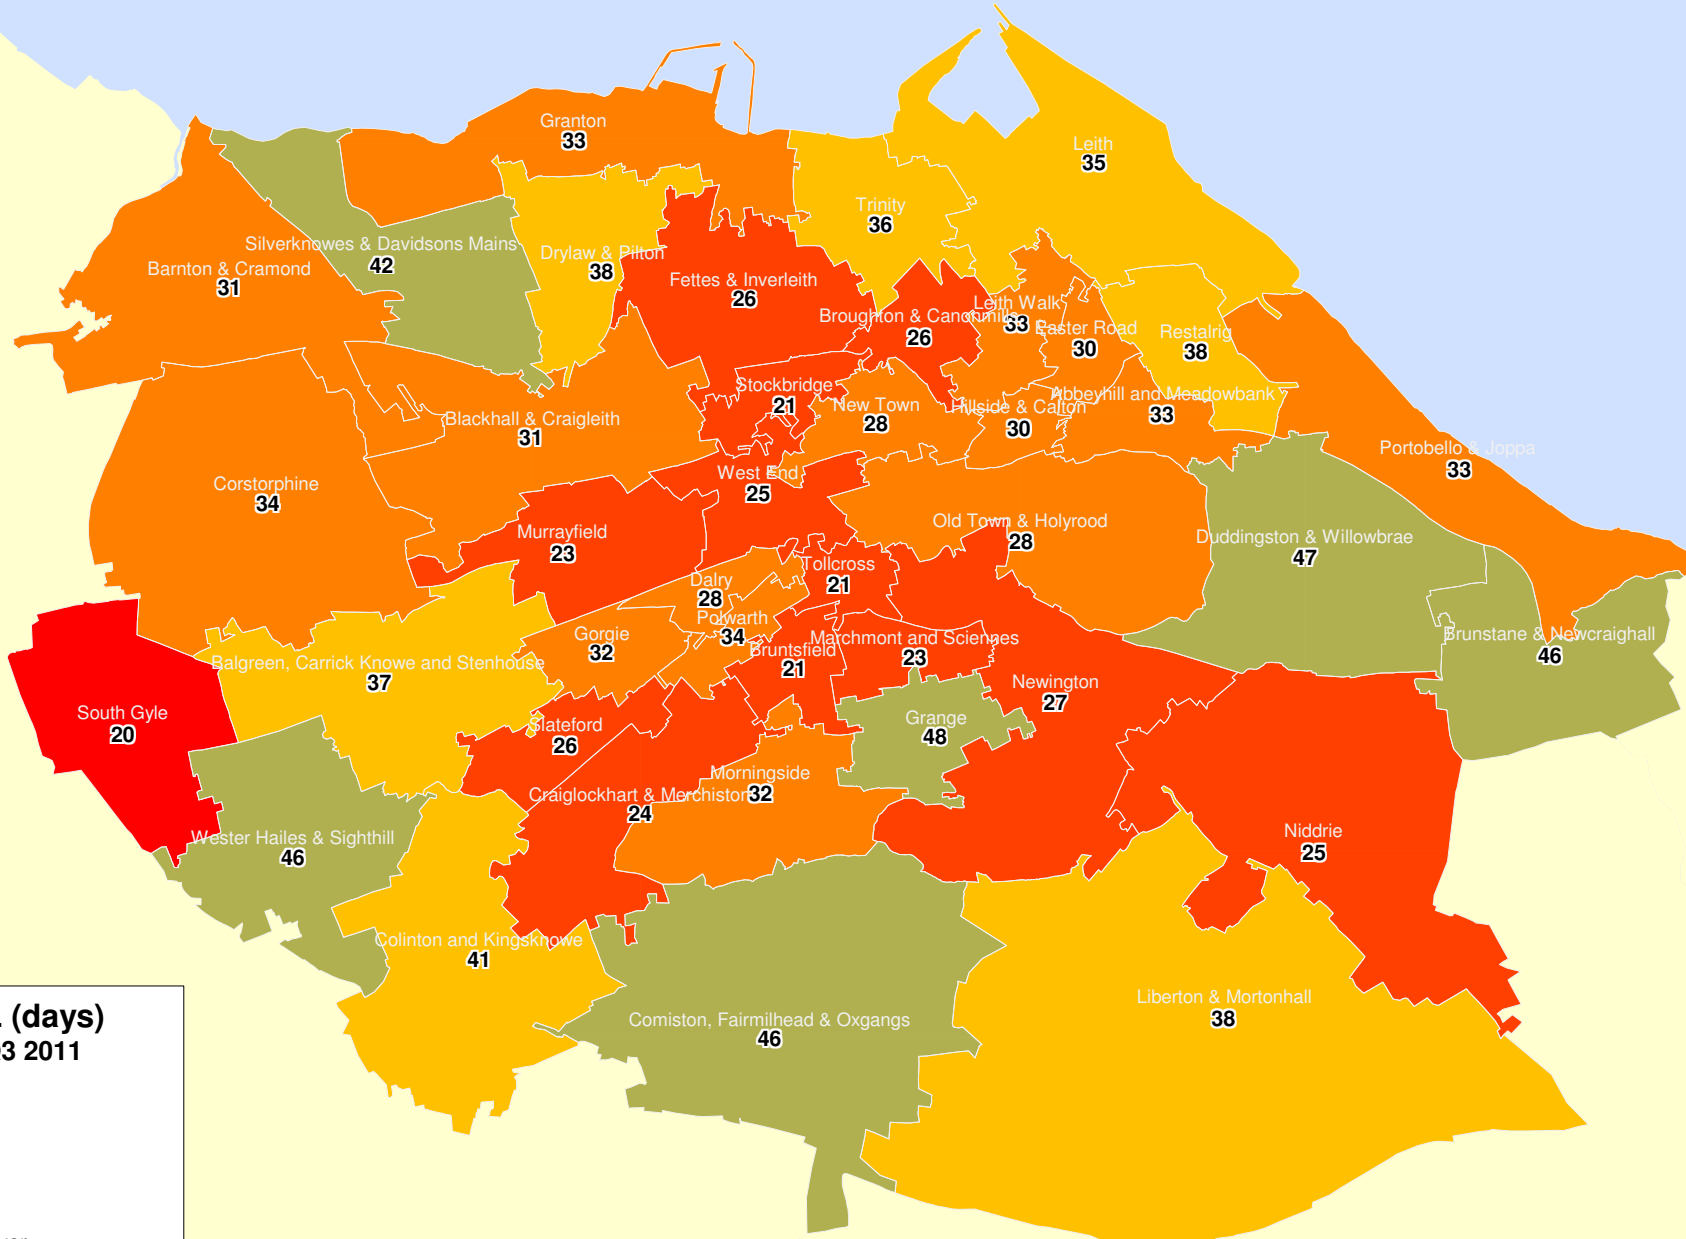 Granton
33
Leith
35
Trinity
36
Silverknowes & Davidsons Mains
42
Drylaw & Pilton
38
Barnton & Cramond
31
Fettes & Inverleith
26
Broughton & Canonmills
26
Leith Walk
33
Easter Road
30
Restalrig
38
Stockbridge
21
New Town
28
Hillside & Calton
30
Abbeyhill and Meadowbank
33
Blackhall & Craigleith
31
Portobello & Joppa
33
Corstorphine
34
West End
25
Murrayfield
23
Old Town & Holyrood
28
Duddingston & Willowbrae
47
Tollcross
21
Dalry
28
Polwarth
34
Gorgie
32
Bruntsfield
21
Marchmont and Sciennes
23
Brunstane & Newcraighall
46
Balgreen, Carrick Knowe and Stenhouse
37
Newington
27
South Gyle
20
Slateford
26
Grange
48
Morningside
32
Craiglockhart & Merchiston
24
Wester Hailes & Sighthill
46
Niddrie
25
Colinton and Kingsknowe
41
Liberton & Mortonhall
38
Comiston, Fairmilhead & Oxgangs
46
(days)
3 2011